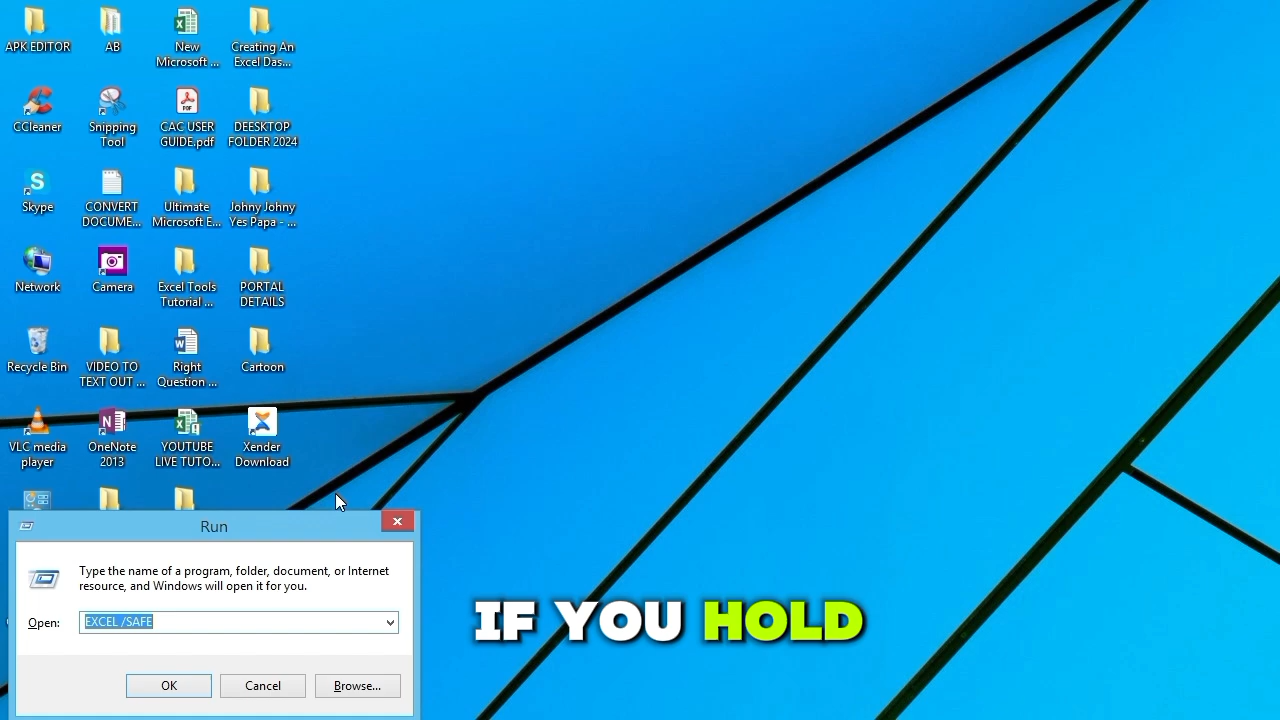 APK EDITOR
AB
New
Microsoft ...
Creating An
Excel Das...
CCleaner
Snipping
Tool
CAC USER
GUIDE.pdf
DEESKTOP
FOLDER 2024
Skype
CONVERT
DOCUME...
Ultimate
Microsoft E...
Johny Johny
Yes Papa - ...
Network
Camera
Excel Tools
Tutorial ...
PORTAL
DETAILS
Recycle Bin
VIDEO TO
TEXT OUT ...
Right
Question ...
Cartoon
VLC media
player
OneNote
2013
YOUTUBE
LIVE TUTO...
Xender
Download
Run
Type the name of a program, folder, document, or Internet
resource, and Windows will open it for you.
Open: EXCEL /SAFE
OK Cancel Browse...
IF YOU HOLD